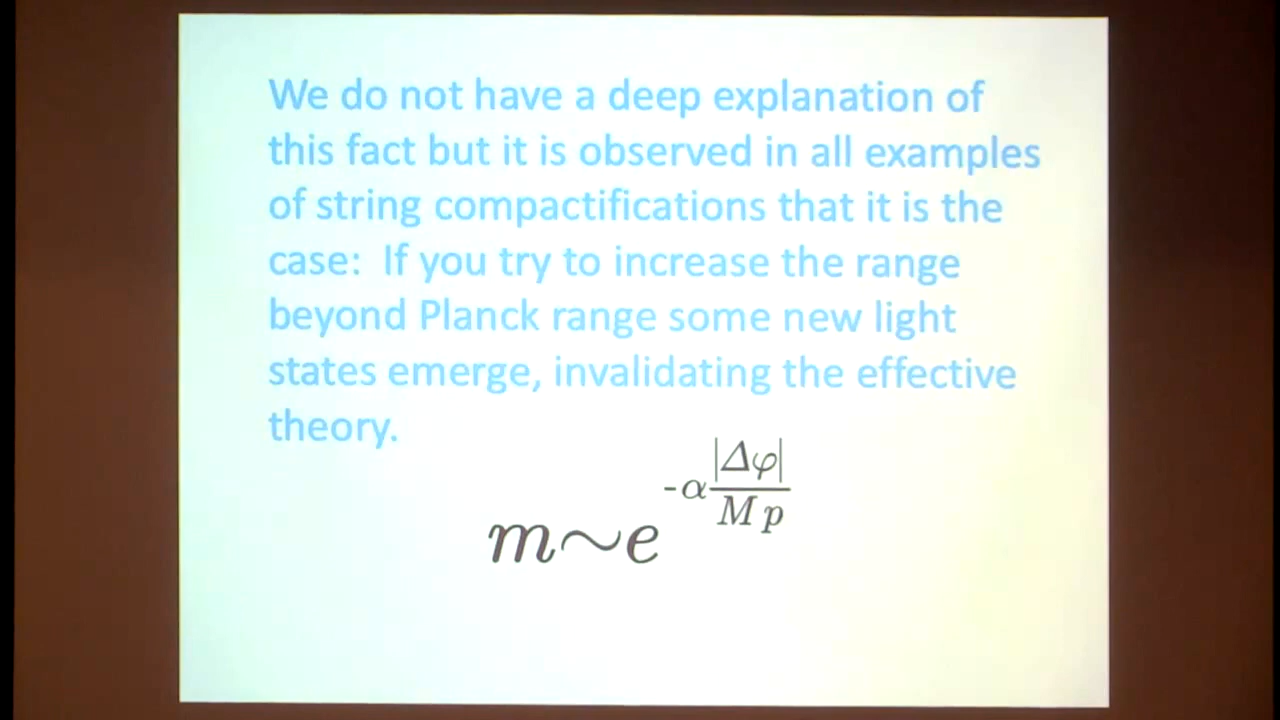 We do not have a deep explanation of
this fact but it is observed in all examples
of string compactifications that it is the
case: If you try to increase the range
beyond Planck range some new light
states emerge, invalidating the effective
theory.
m~e^{-α\frac{|Δφ|}{Mp}}